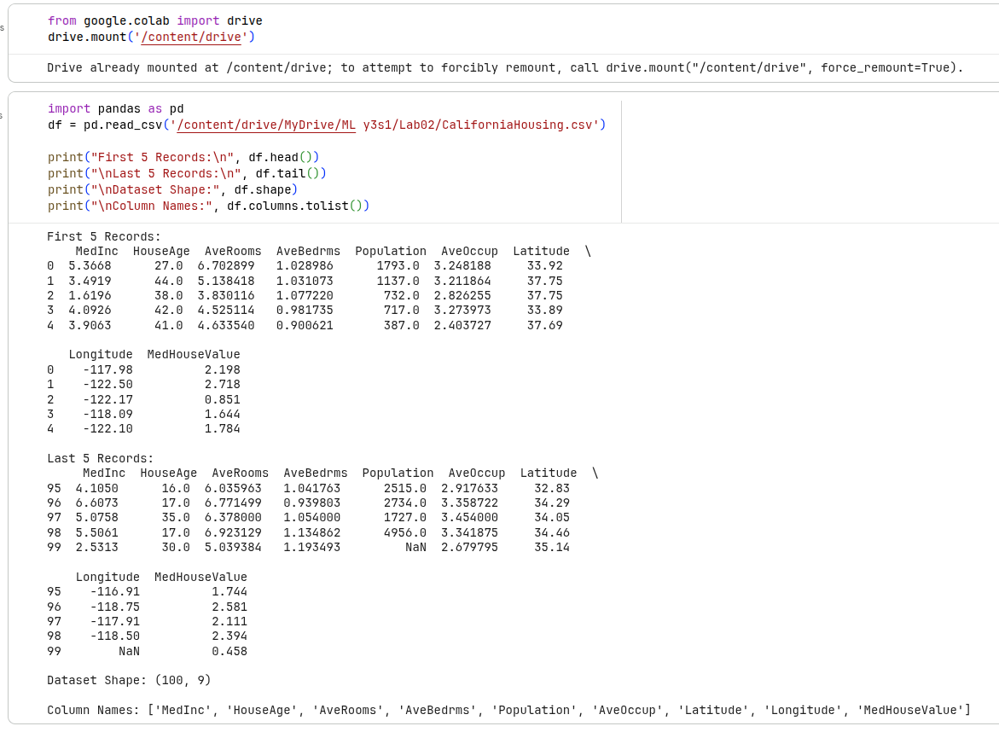 from google.colab import drive
drive.mount('/content/drive')
Drive already mounted at /content/drive; to attempt to forcibly remount, call drive.mount("/content/drive", force_remount=True).
import pandas as pd
df = pd.read_csv('/content/drive/MyDrive/ML y3s1/Lab02/CaliforniaHousing.csv')
print("First 5 Records:\n", df.head())
print("\nLast 5 Records:\n", df.tail())
print("\nDataset Shape:", df.shape)
print("\nColumn Names:", df.columns.tolist())
First 5 Records:
    MedInc  HouseAge  AveRooms  AveBedrms  Population  AveOccup  Latitude  \
0  5.3668      27.0  6.702899   1.028986      1793.0  3.248188     33.92
1  3.4919      44.0  5.138418   1.031073      1137.0  3.211864     37.75
2  1.6196      38.0  3.830116   1.077220       732.0  2.826255     37.75
3  4.0926      42.0  4.525114   0.981735       717.0  3.273973     33.89
4  3.9063      41.0  4.633540   0.900621       387.0  2.403727     37.69
   Longitude  MedHouseValue
0    -117.98          2.198
1    -122.50          2.718
2    -122.17          0.851
3    -118.09          1.644
4    -122.10          1.784
Last 5 Records:
     MedInc  HouseAge  AveRooms  AveBedrms  Population  AveOccup  Latitude  \
95  4.1050      16.0  6.035963   1.041763      2515.0  2.917633     32.83
96  6.6073      17.0  6.771499   0.939803      2734.0  3.358722     34.29
97  5.0758      35.0  6.378000   1.054000      1727.0  3.454000     34.05
98  5.5061      17.0  6.923129   1.134862      4956.0  3.341875     34.46
99  2.5313      30.0  5.039384   1.193493         NaN  2.679795     35.14
    Longitude  MedHouseValue
95    -116.91          1.744
96    -118.75          2.581
97    -117.91          2.111
98    -118.50          2.394
99        NaN          0.458
Dataset Shape: (100, 9)
Column Names: ['MedInc', 'HouseAge', 'AveRooms', 'AveBedrms', 'Population', 'AveOccup', 'Latitude', 'Longitude', 'MedHouseValue']